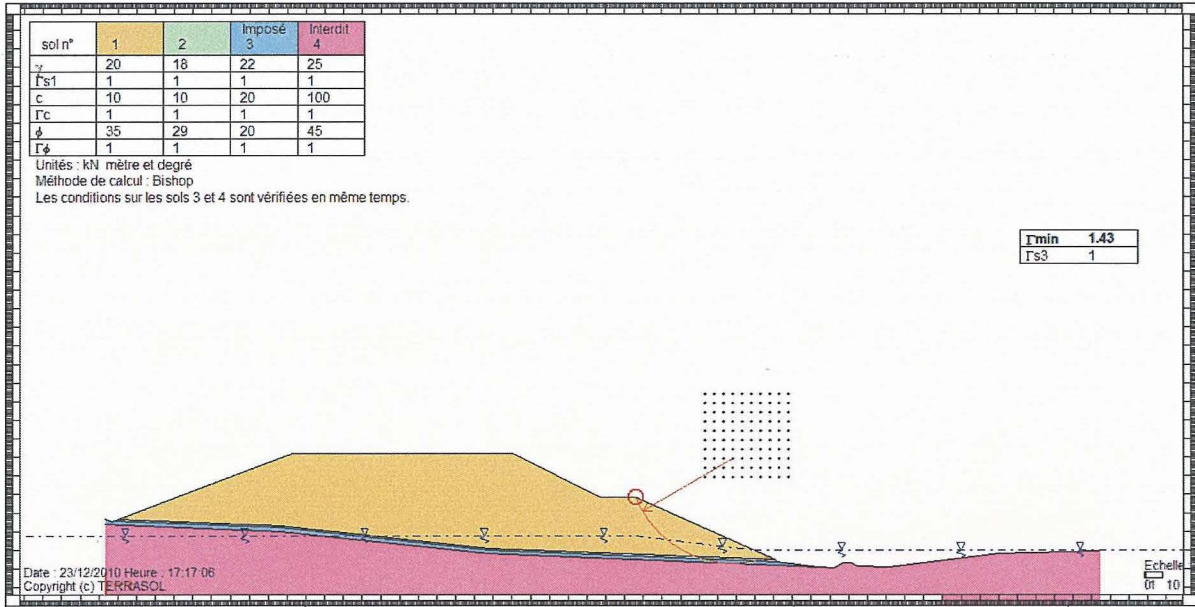 Imposé Interdit
sol n° 1 2 3 4
γ 20 18 22 25
Γs1 1 1 1 1
c 10 10 20 100
Γc 1 1 1 1
ϕ 35 29 20 45
Γϕ 1 1 1 1
Unités : kN mètre et degré
Méthode de calcul : Bishop
Les conditions sur les sols 3 et 4 sont vérifiées en même temps.
Γmin 1.43
Γs3 1
Date : 23/12/2010 Heure : 17:17:06
Copyright (c) TERRASOL
Echelle
10